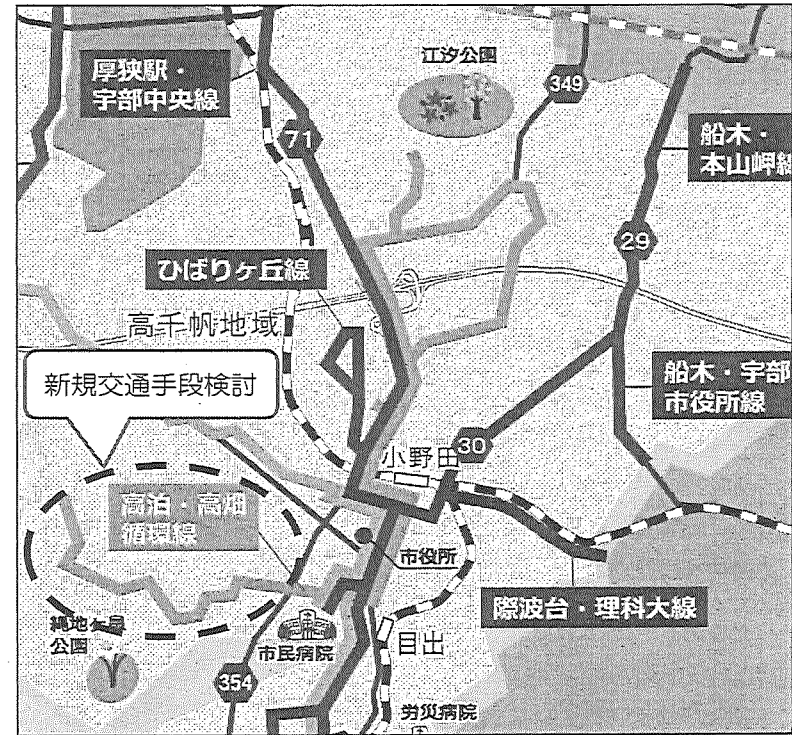 厚狭駅・
宇部中央線
江汐公園
349
船木・
本山岬線
71
29
ひばりヶ丘線
高千帆地域
新規交通手段検討
船木・宇部
市役所線
30
小野田
高泊・高畑
循環線
市役所
際波台・理科大線
縄地ヶ鼻
公園
市民病院
目出
354
労災病院